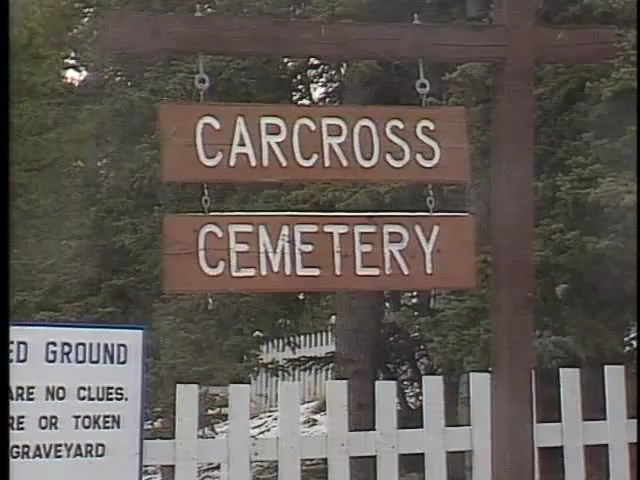 CARCROSS
CEMETERY
ED GROUND
ARE NO CLUES.
RE OR TOKEN
GRAVEYARD